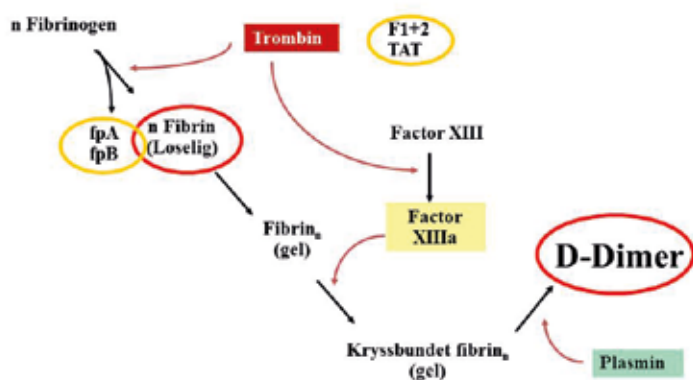 n Fibrinogen
Trombin
F1+2
TAT
fpA
fpB
n Fibrin
(Løselig)
Factor XIII
Fibrinn
(gel)
Factor
XIIIa
D-Dimer
Kryssbundet fibrinn
(gel)
Plasmin